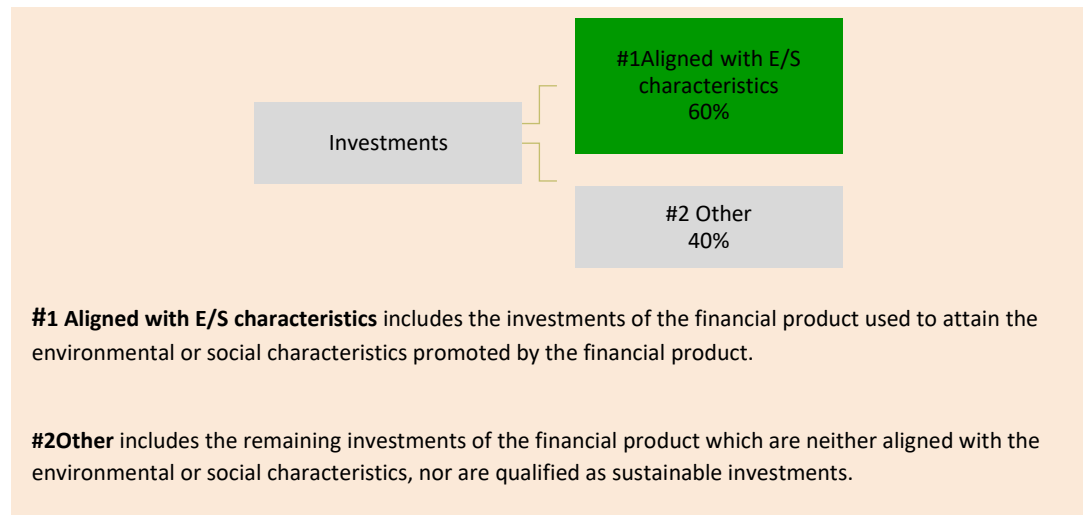 #1Aligned with E/S
characteristics
60%
Investments
#2 Other
40%
#1 Aligned with E/S characteristics includes the investments of the financial product used to attain the
environmental or social characteristics promoted by the financial product.
#2Other includes the remaining investments of the financial product which are neither aligned with the
environmental or social characteristics, nor are qualified as sustainable investments.